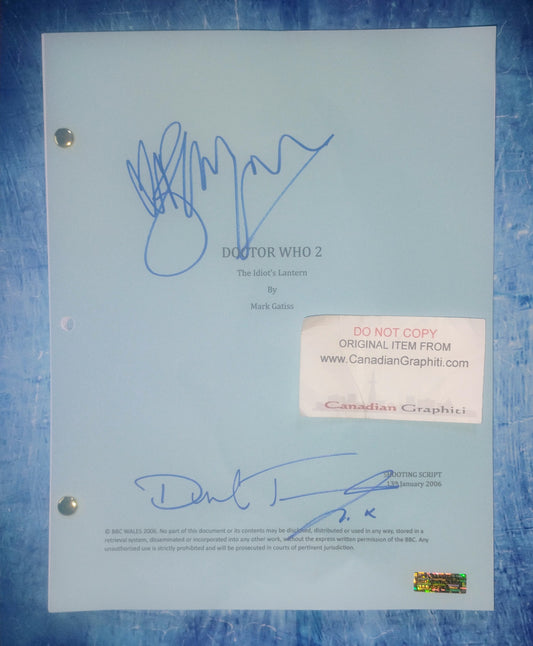 DOCTOR WHO 2
The Idiot's Lantern
By
Mark Gatiss
DO NOT COPY
ORIGINAL ITEM FROM
www.CanadianGraphiti.com
Canadian Graphiti
SHOOTING SCRIPT
13th January 2006
© BBC WALES 2006. No part of this document or its contents may be disclosed, distributed or used in any way, stored in a
retrieval system, disseminated or incorporated into any other work, without the express written permission of the BBC. Any
unauthorised use is strictly prohibited and will be prosecuted in courts of pertinent jurisdiction.